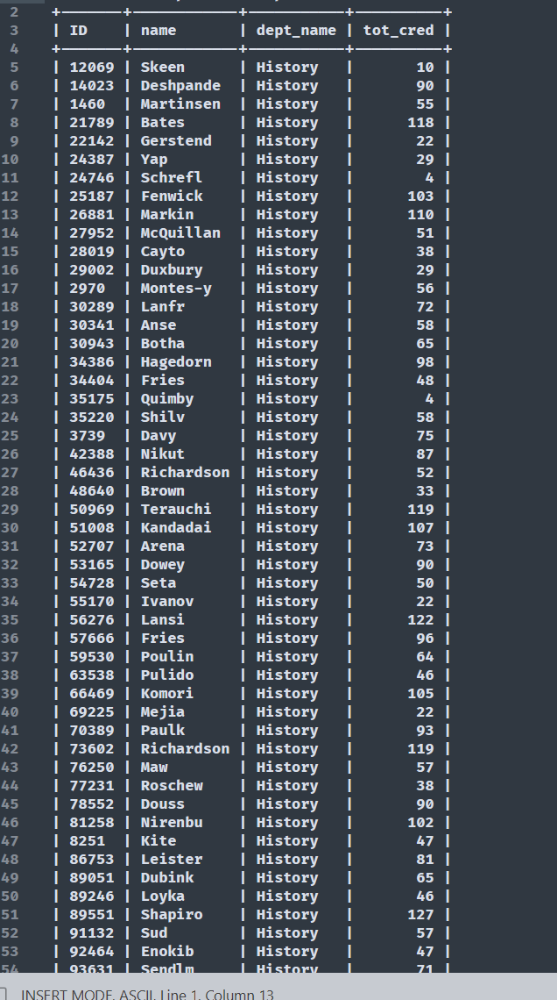 2 +-------+------------+-----------+----------+
3 | ID    | name       | dept_name | tot_cred |
4 +-------+------------+-----------+----------+
5 | 12069 | Skeen      | History   |       10 |
6 | 14023 | Deshpande  | History   |       90 |
7 | 1460  | Martinsen  | History   |       55 |
8 | 21789 | Bates      | History   |      118 |
9 | 22142 | Gerstend   | History   |       22 |
10 | 24387 | Yap        | History   |       29 |
11 | 24746 | Schrefl    | History   |        4 |
12 | 25187 | Fenwick    | History   |      103 |
13 | 26881 | Markin     | History   |      110 |
14 | 27952 | McQuillan  | History   |       51 |
15 | 28019 | Cayto      | History   |       38 |
16 | 29002 | Duxbury    | History   |       29 |
17 | 2970  | Montes-y   | History   |       56 |
18 | 30289 | Lanfr      | History   |       72 |
19 | 30341 | Anse       | History   |       58 |
20 | 30943 | Botha      | History   |       65 |
21 | 34386 | Hagedorn   | History   |       98 |
22 | 34404 | Fries      | History   |       48 |
23 | 35175 | Quimby     | History   |        4 |
24 | 35220 | Shilv      | History   |       58 |
25 | 3739  | Davy       | History   |       75 |
26 | 42388 | Nikut      | History   |       87 |
27 | 46436 | Richardson | History   |       52 |
28 | 48640 | Brown      | History   |       33 |
29 | 50969 | Terauchi   | History   |      119 |
30 | 51008 | Kandadai   | History   |      107 |
31 | 52707 | Arena      | History   |       73 |
32 | 53165 | Dowey      | History   |       90 |
33 | 54728 | Seta       | History   |       50 |
34 | 55170 | Ivanov     | History   |       22 |
35 | 56276 | Lansi      | History   |      122 |
36 | 57666 | Fries      | History   |       96 |
37 | 59530 | Poulin     | History   |       64 |
38 | 63538 | Pulido     | History   |       46 |
39 | 66469 | Komori     | History   |      105 |
40 | 69225 | Mejia      | History   |       22 |
41 | 70389 | Paulk      | History   |       93 |
42 | 73602 | Richardson | History   |      119 |
43 | 76250 | Maw        | History   |       57 |
44 | 77231 | Roschew    | History   |       38 |
45 | 78552 | Douss      | History   |       90 |
46 | 81258 | Nirenbu    | History   |      102 |
47 | 8251  | Kite       | History   |       47 |
48 | 86753 | Leister    | History   |       81 |
49 | 89051 | Dubink     | History   |       65 |
50 | 89246 | Loyka      | History   |       46 |
51 | 89551 | Shapiro    | History   |      127 |
52 | 91132 | Sud        | History   |       57 |
53 | 92464 | Enokib     | History   |       47 |
54 | 93631 | Sendlm     | History   |       71 |
INSERT MODE, ASCII, Line 1, Column 13